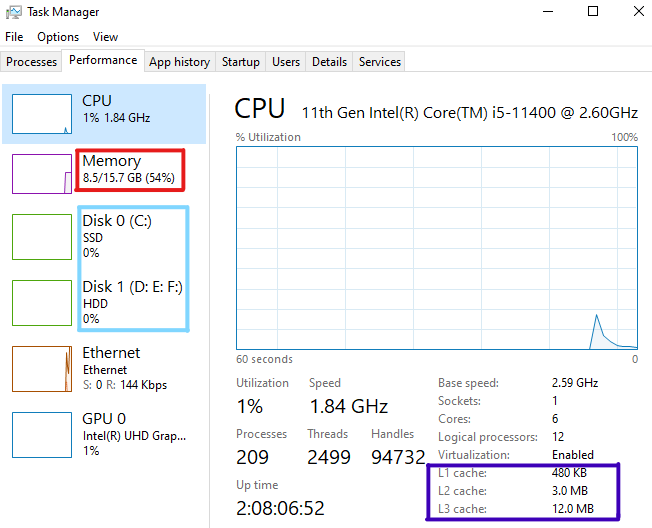 Task Manager
File Options View
Processes Performance App history Startup Users Details Services
CPU
1% 1.84 GHz
Memory
8.5/15.7 GB (54%)
Disk 0 (C:)
SSD
0%
Disk 1 (D: E: F:)
HDD
0%
Ethernet
Ethernet
S: 0 R: 144 Kbps
GPU 0
Intel(R) UHD Grap...
1%
CPU 11th Gen Intel(R) Core(TM) i5-11400 @ 2.60GHz
% Utilization 100%
60 seconds 0
Utilization Speed
1% 1.84 GHz
Processes Threads Handles
209 2499 94732
Up time
2:08:06:52
Base speed: 2.59 GHz
Sockets: 1
Cores: 6
Logical processors: 12
Virtualization: Enabled
L1 cache: 480 KB
L2 cache: 3.0 MB
L3 cache: 12.0 MB